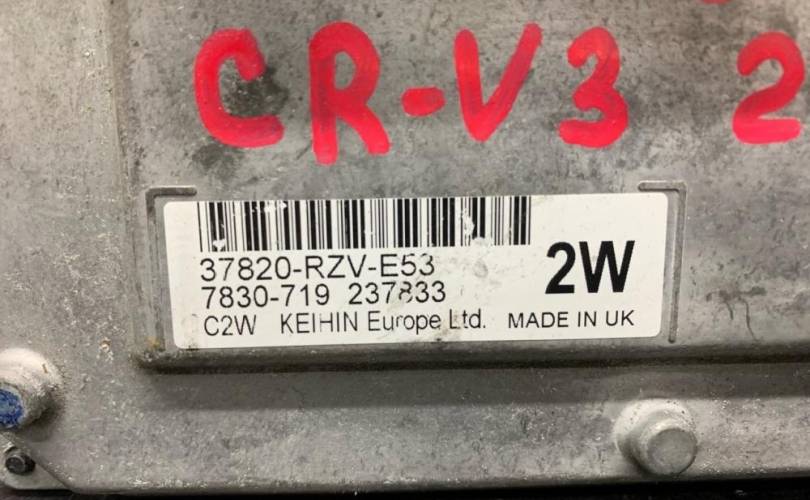 CR-V3 2
37820-RZV-E53
2W
7830-719 237833
C2W KEIHIN Europe Ltd. MADE IN UK